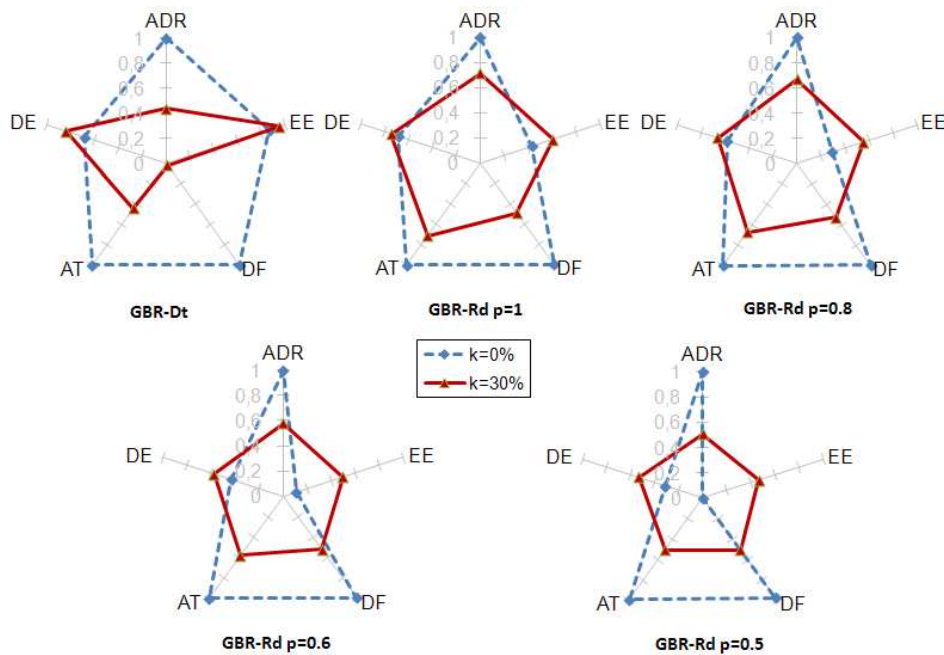 ADR
1
0,8
0,6
0,4
0,2
0
DE
EE
AT
DF
GBR-Dt
ADR
1
0,8
0,6
0,4
0,2
0
DE
EE
AT
DF
GBR-Rd p=1
ADR
1
0,8
0,6
0,4
0,2
0
DE
EE
AT
DF
GBR-Rd p=0.8
k=0%
k=30%
ADR
1
0,8
0,6
0,4
0,2
0
DE
EE
AT
DF
GBR-Rd p=0.6
ADR
1
0,8
0,6
0,4
0,2
0
DE
EE
AT
DF
GBR-Rd p=0.5